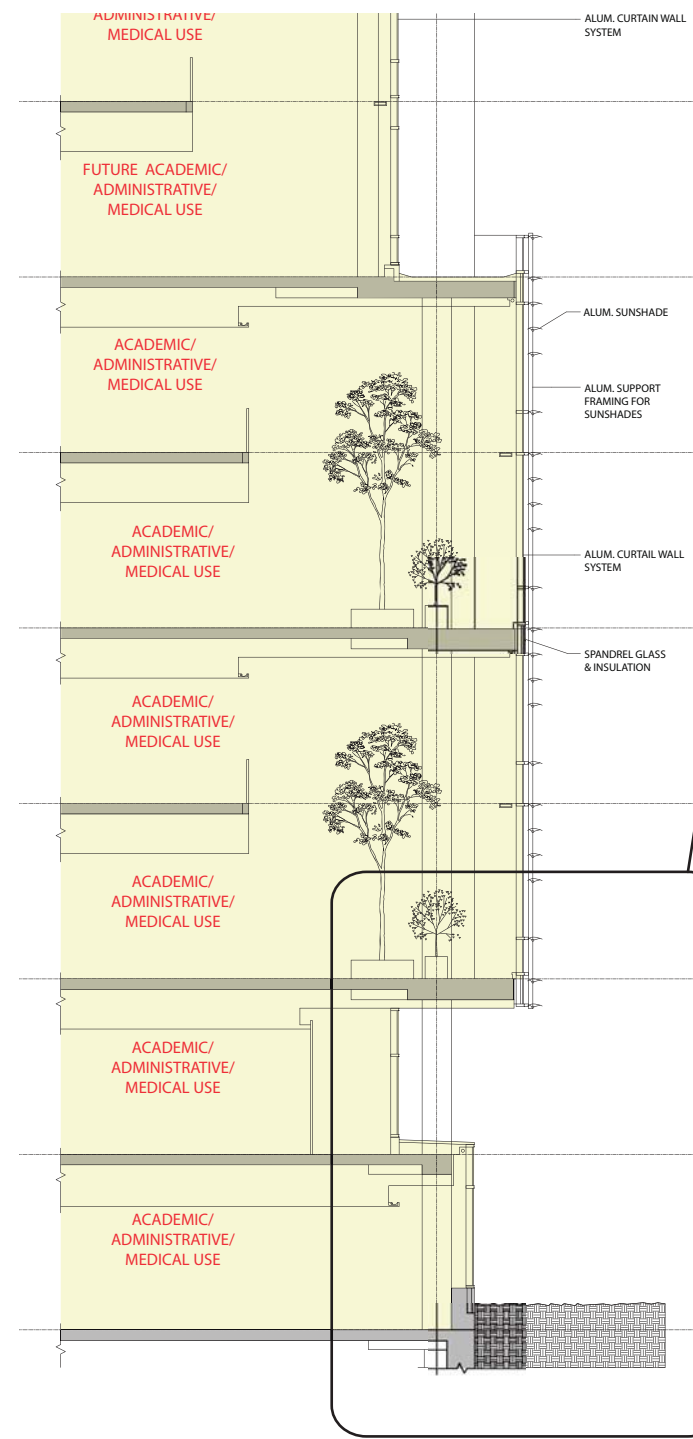 ADMINISTRATIVE/
MEDICAL USE
ALUM. CURTAIN WALL
SYSTEM
FUTURE ACADEMIC/
ADMINISTRATIVE/
MEDICAL USE
ALUM. SUNSHADE
ACADEMIC/
ADMINISTRATIVE/
MEDICAL USE
ALUM. SUPPORT
FRAMING FOR
SUNSHADES
ACADEMIC/
ADMINISTRATIVE/
MEDICAL USE
ALUM. CURTAIL WALL
SYSTEM
SPANDREL GLASS
& INSULATION
ACADEMIC/
ADMINISTRATIVE/
MEDICAL USE
ACADEMIC/
ADMINISTRATIVE/
MEDICAL USE
ACADEMIC/
ADMINISTRATIVE/
MEDICAL USE
ACADEMIC/
ADMINISTRATIVE/
MEDICAL USE